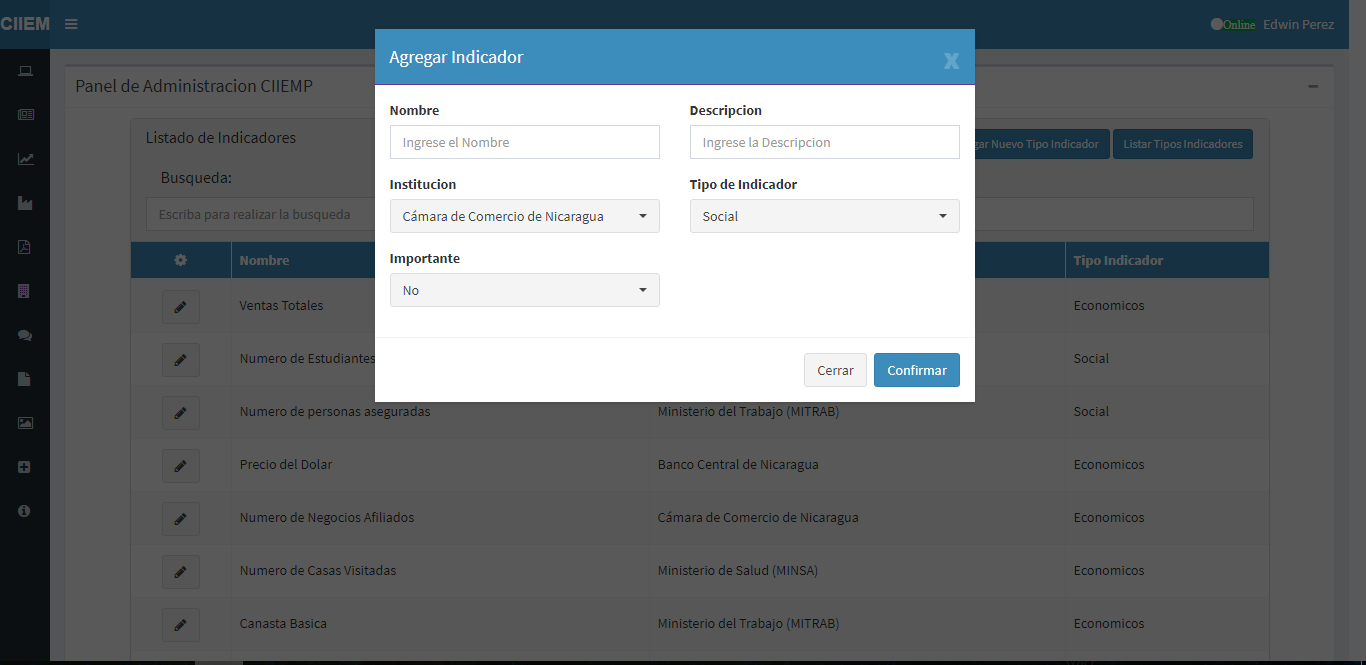 CIIEM
Online Edwin Perez
Agregar Indicador
X
Panel de Administracion CIIEMP
Nombre
Descripcion
Ingrese el Nombre
Ingrese la Descripcion
Listado de Indicadores
Nuevo Tipo Indicador
Listar Tipos Indicadores
Busqueda:
Institucion
Tipo de Indicador
Escriba para realizar la busqueda
Cámara de Comercio de Nicaragua
Social
Nombre
Tipo Indicador
Importante
No
Ventas Totales
Economicos
Numero de Estudiantes
Social
Cerrar
Confirmar
Numero de personas aseguradas
Ministerio del Trabajo (MITRAB)
Social
Precio del Dolar
Banco Central de Nicaragua
Economicos
Numero de Negocios Afiliados
Cámara de Comercio de Nicaragua
Economicos
Numero de Casas Visitadas
Ministerio de Salud (MINSA)
Economicos
Canasta Basica
Ministerio del Trabajo (MITRAB)
Economicos